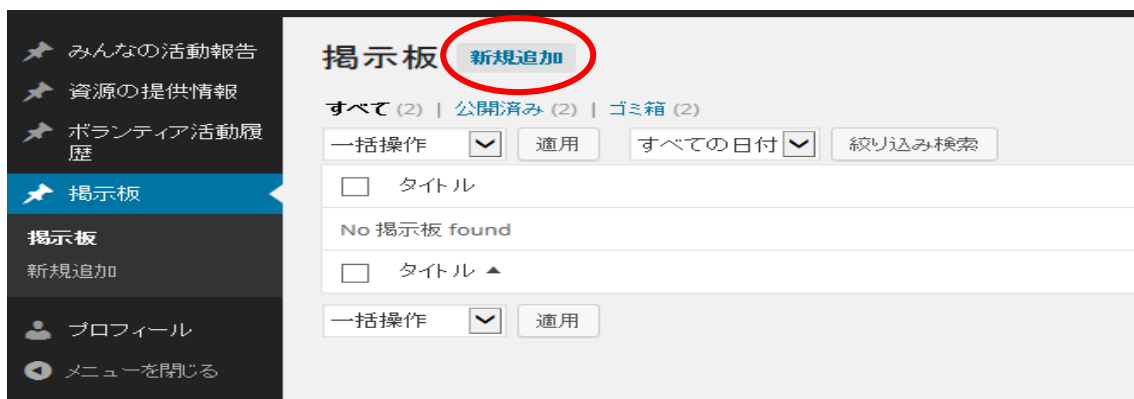 みんなの活動報告
資源の提供情報
ボランティア活動履
歴
掲示板
掲示板
新規追加
プロフィール
メニューを閉じる
掲示板 新規追加
すべて (2) | 公開済み (2) | ゴミ箱 (2)
一括操作 適用 すべての日付 絞り込み検索
タイトル
No 掲示板 found
タイトル ▲
一括操作 適用